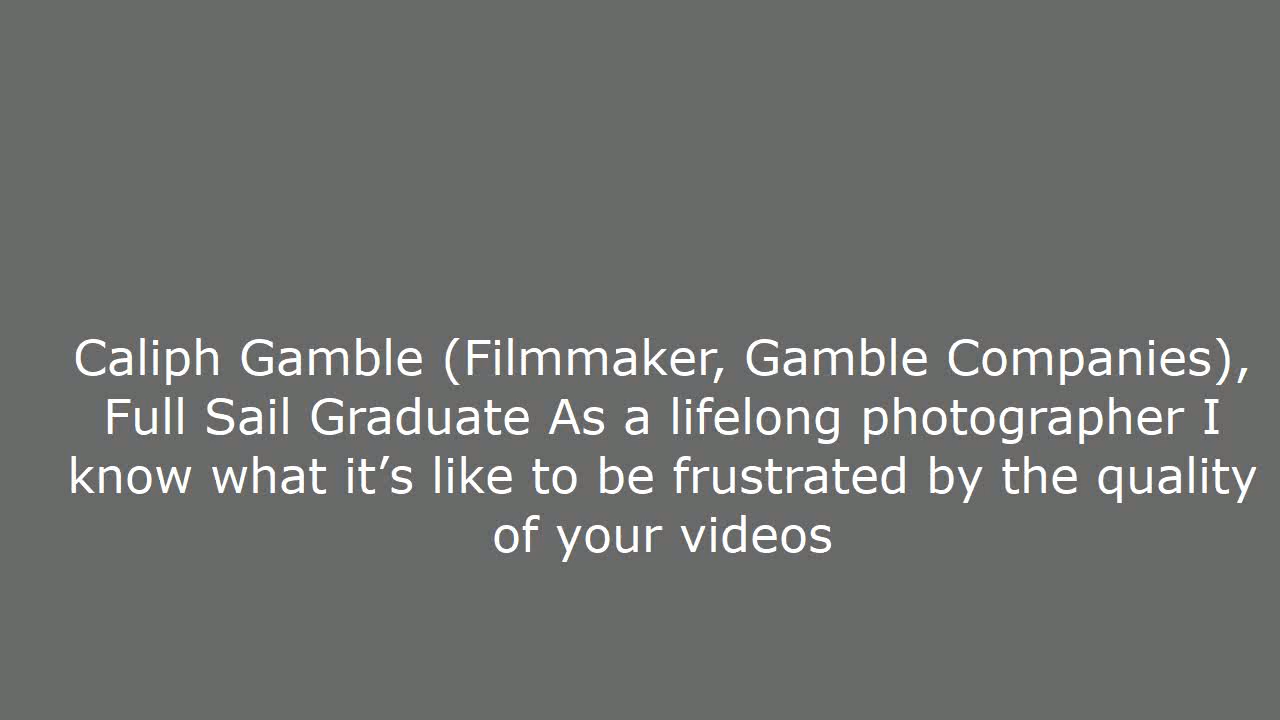 Caliph Gamble (Filmmaker, Gamble Companies),
Full Sail Graduate As a lifelong photographer I
know what it’s like to be frustrated by the quality
of your videos